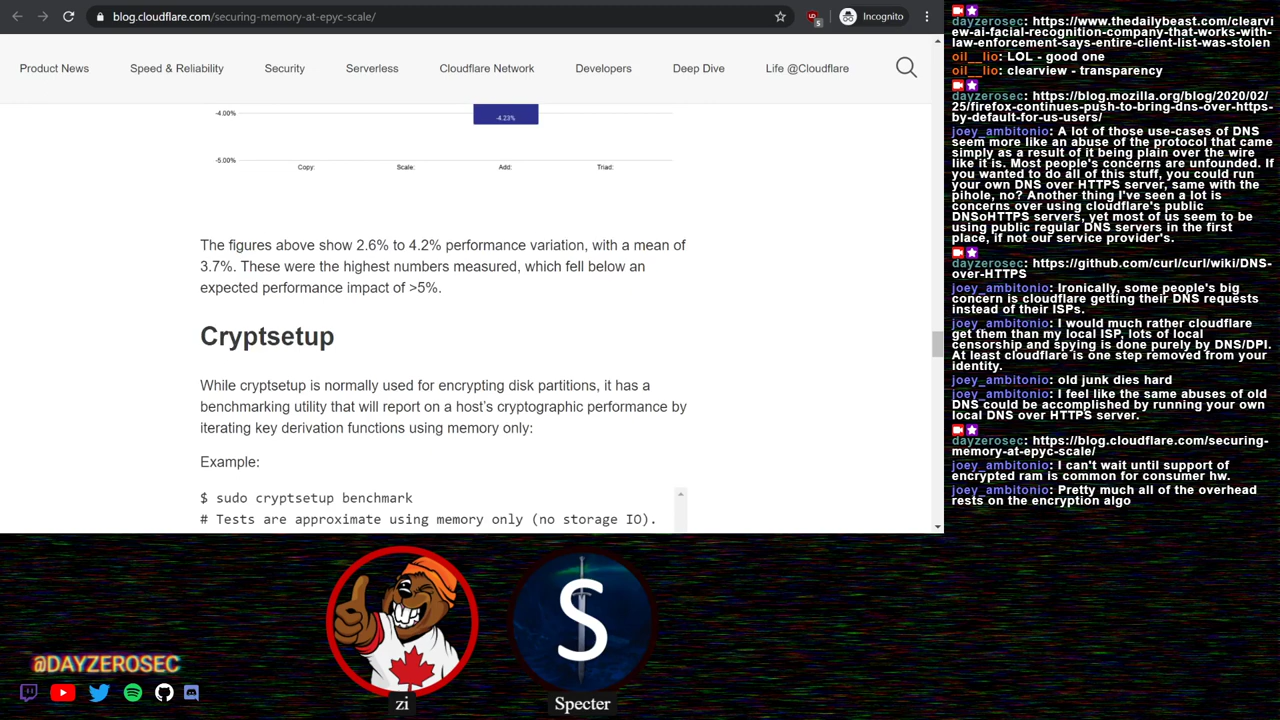 blog.cloudflare.com/securing-memory-at-epyc-scale/
5
Incognito
Product News
Speed & Reliability
Security
Serverless
Cloudflare Network
Developers
Deep Dive
Life @Cloudflare
-4.00%
-4.23%
-5.00%
Copy:
Scale:
Add:
Triad:
The figures above show 2.6% to 4.2% performance variation, with a mean of
3.7%. These were the highest numbers measured, which fell below an
expected performance impact of >5%.
Cryptsetup
While cryptsetup is normally used for encrypting disk partitions, it has a
benchmarking utility that will report on a host’s cryptographic performance by
iterating key derivation functions using memory only:
Example:
$ sudo cryptsetup benchmark
# Tests are approximate using memory only (no storage IO).
dayzerosec: https://www.thedailybeast.com/clearvi
ew-ai-facial-recognition-company-that-works-with-
law-enforcement-says-entire-client-list-was-stolen
oil__lio: LOL - good one
oil__lio: clearview - transparency
dayzerosec: https://blog.mozilla.org/blog/2020/02/
25/firefox-continues-push-to-bring-dns-over-https-
by-default-for-us-users/
joey_ambitonio: A lot of those use-cases of DNS
seem more like an abuse of the protocol that came
simply as a result of it being plain over the wire
like it is. Most people's concerns are unfounded. If
you wanted to do all of this stuff, you could run
your own DNS over HTTPS server, same with the
pihole, no? Another thing I've seen a lot is
concerns over using cloudflare's public
DNSoHTTPS servers, yet most of us seem to be
using public regular DNS servers in the first
place, if not our service provider's.
dayzerosec: https://github.com/curl/curl/wiki/DNS-
over-HTTPS
joey_ambitonio: Ironically, some people's big
concern is cloudflare getting their DNS requests
instead of their ISPs.
joey_ambitonio: I would much rather cloudflare
get them than my local ISP, lots of local
censorship and spying is done purely by DNS/DPI.
At least cloudflare is one step removed from your
identity.
joey_ambitonio: old junk dies hard
joey_ambitonio: I feel like the same abuses of old
DNS could be accomplished by running your own
local DNS over HTTPS server.
dayzerosec: https://blog.cloudflare.com/securing-
memory-at-epyc-scale/
joey_ambitonio: I can't wait until support of
encrypted ram is common for consumer hw.
joey_ambitonio: Pretty much all of the overhead
rests on the encryption algo
@DAYZEROSEC
S
zi
Specter